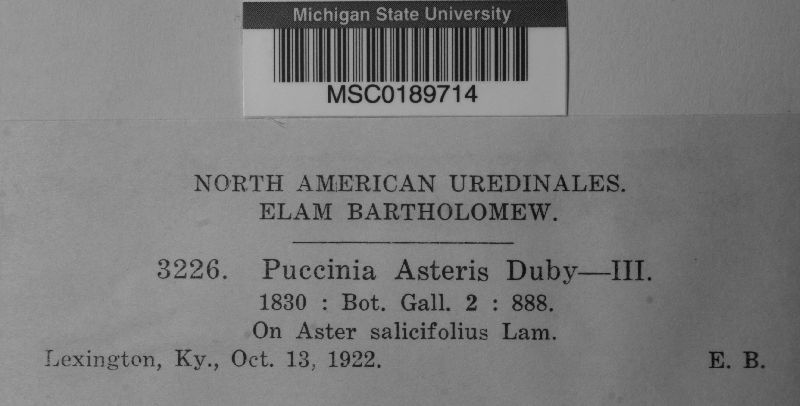 Michigan State University
MSC0189714
NORTH AMERICAN UREDINALES.
ELAM BARTHOLOMEW.
3226. Puccinia Asteris Duby—III.
1830 : Bot. Gall. 2 : 888.
On Aster salicifolius Lam.
Lexington, Ky., Oct. 13, 1922. E. B.